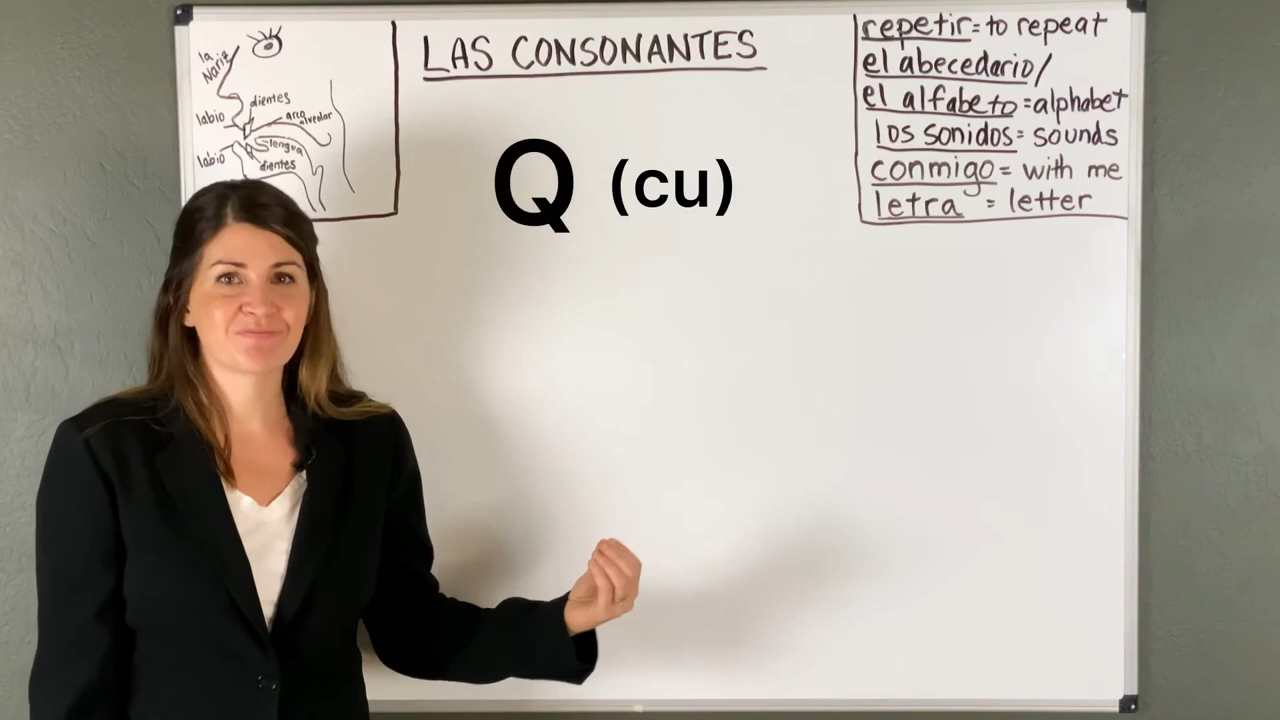 la
Nariz
dientes
labio
arco
alveolar
lengua
labio
dientes
LAS CONSONANTES
Q (cu)
repetir = to repeat
el abecedario/
el alfabeto = alphabet
los sonidos = sounds
conmigo = with me
letra = letter